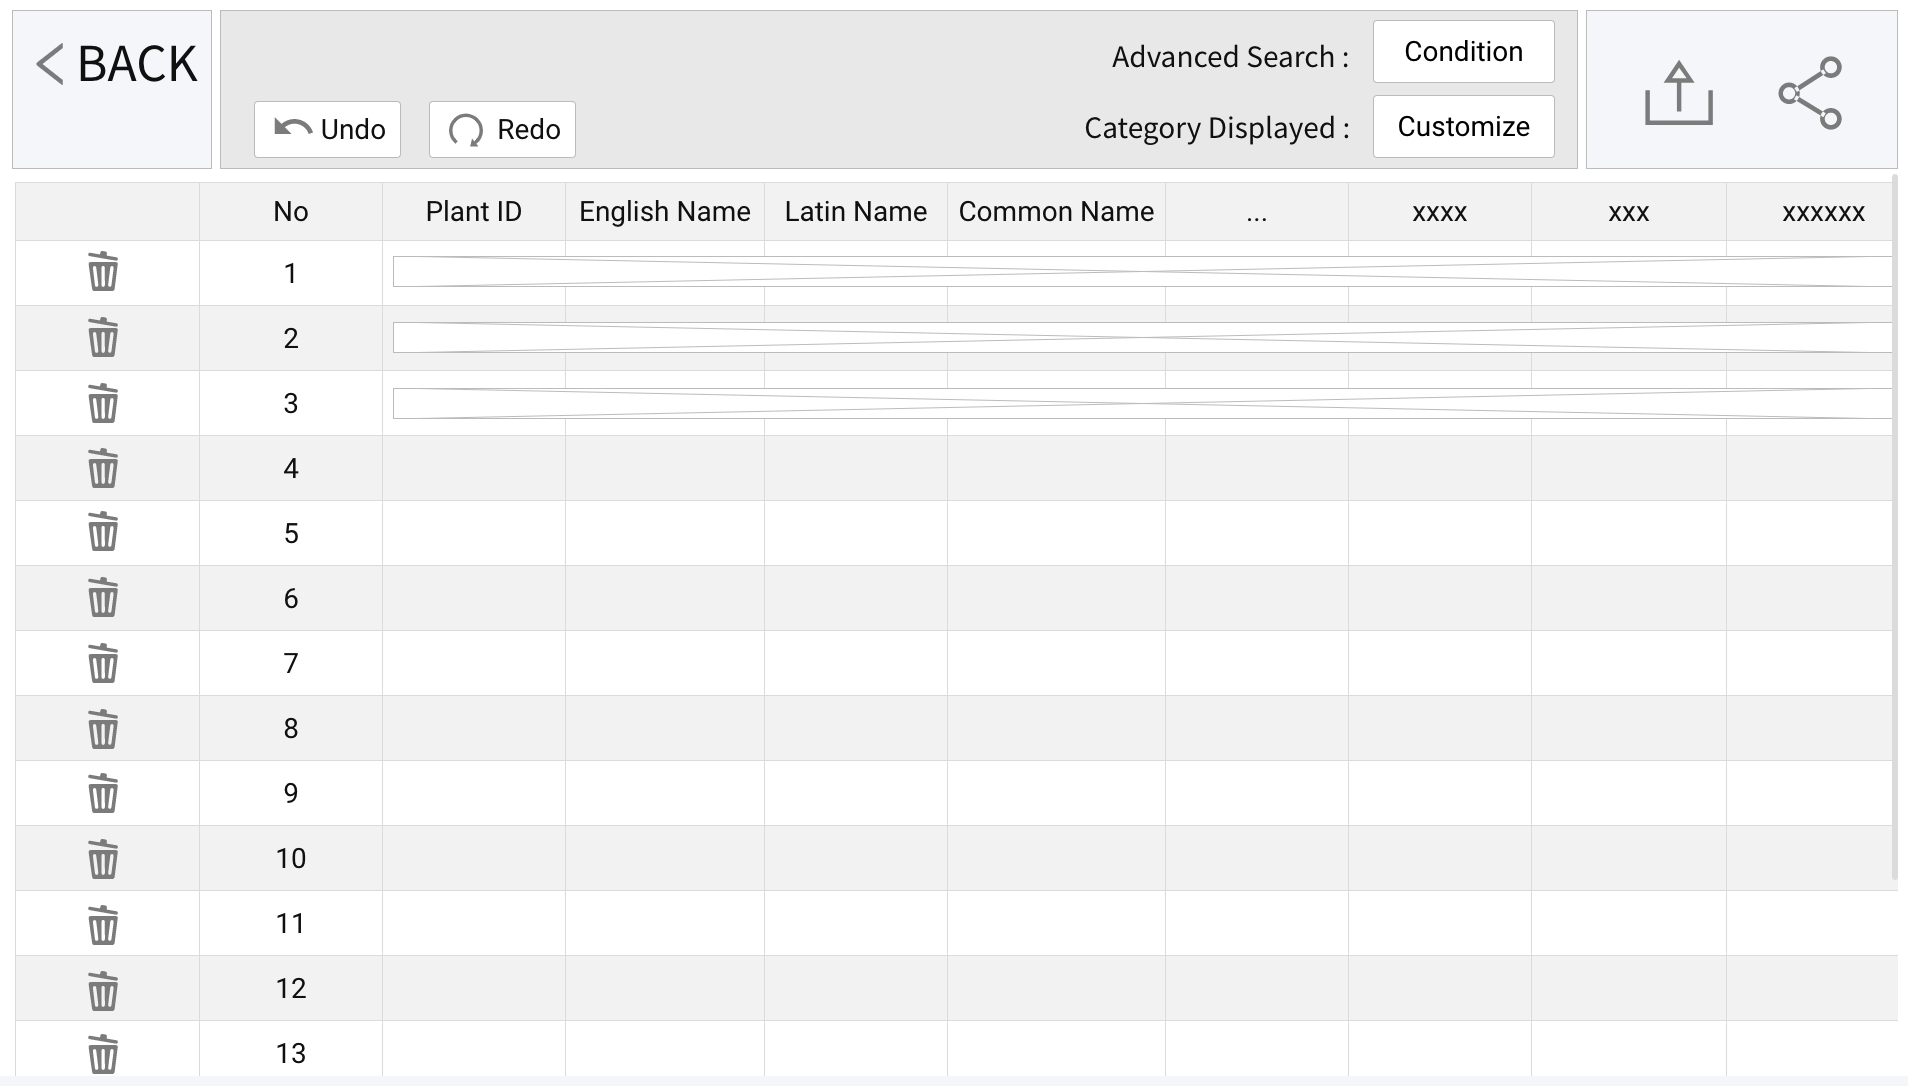 BACK
Undo
Redo
Advanced Search :
Condition
Category Displayed :
Customize
No Plant ID English Name Latin Name Common Name ... xxxx xxx xxxxxx
1
2
3
4
5
6
7
8
9
10
11
12
13